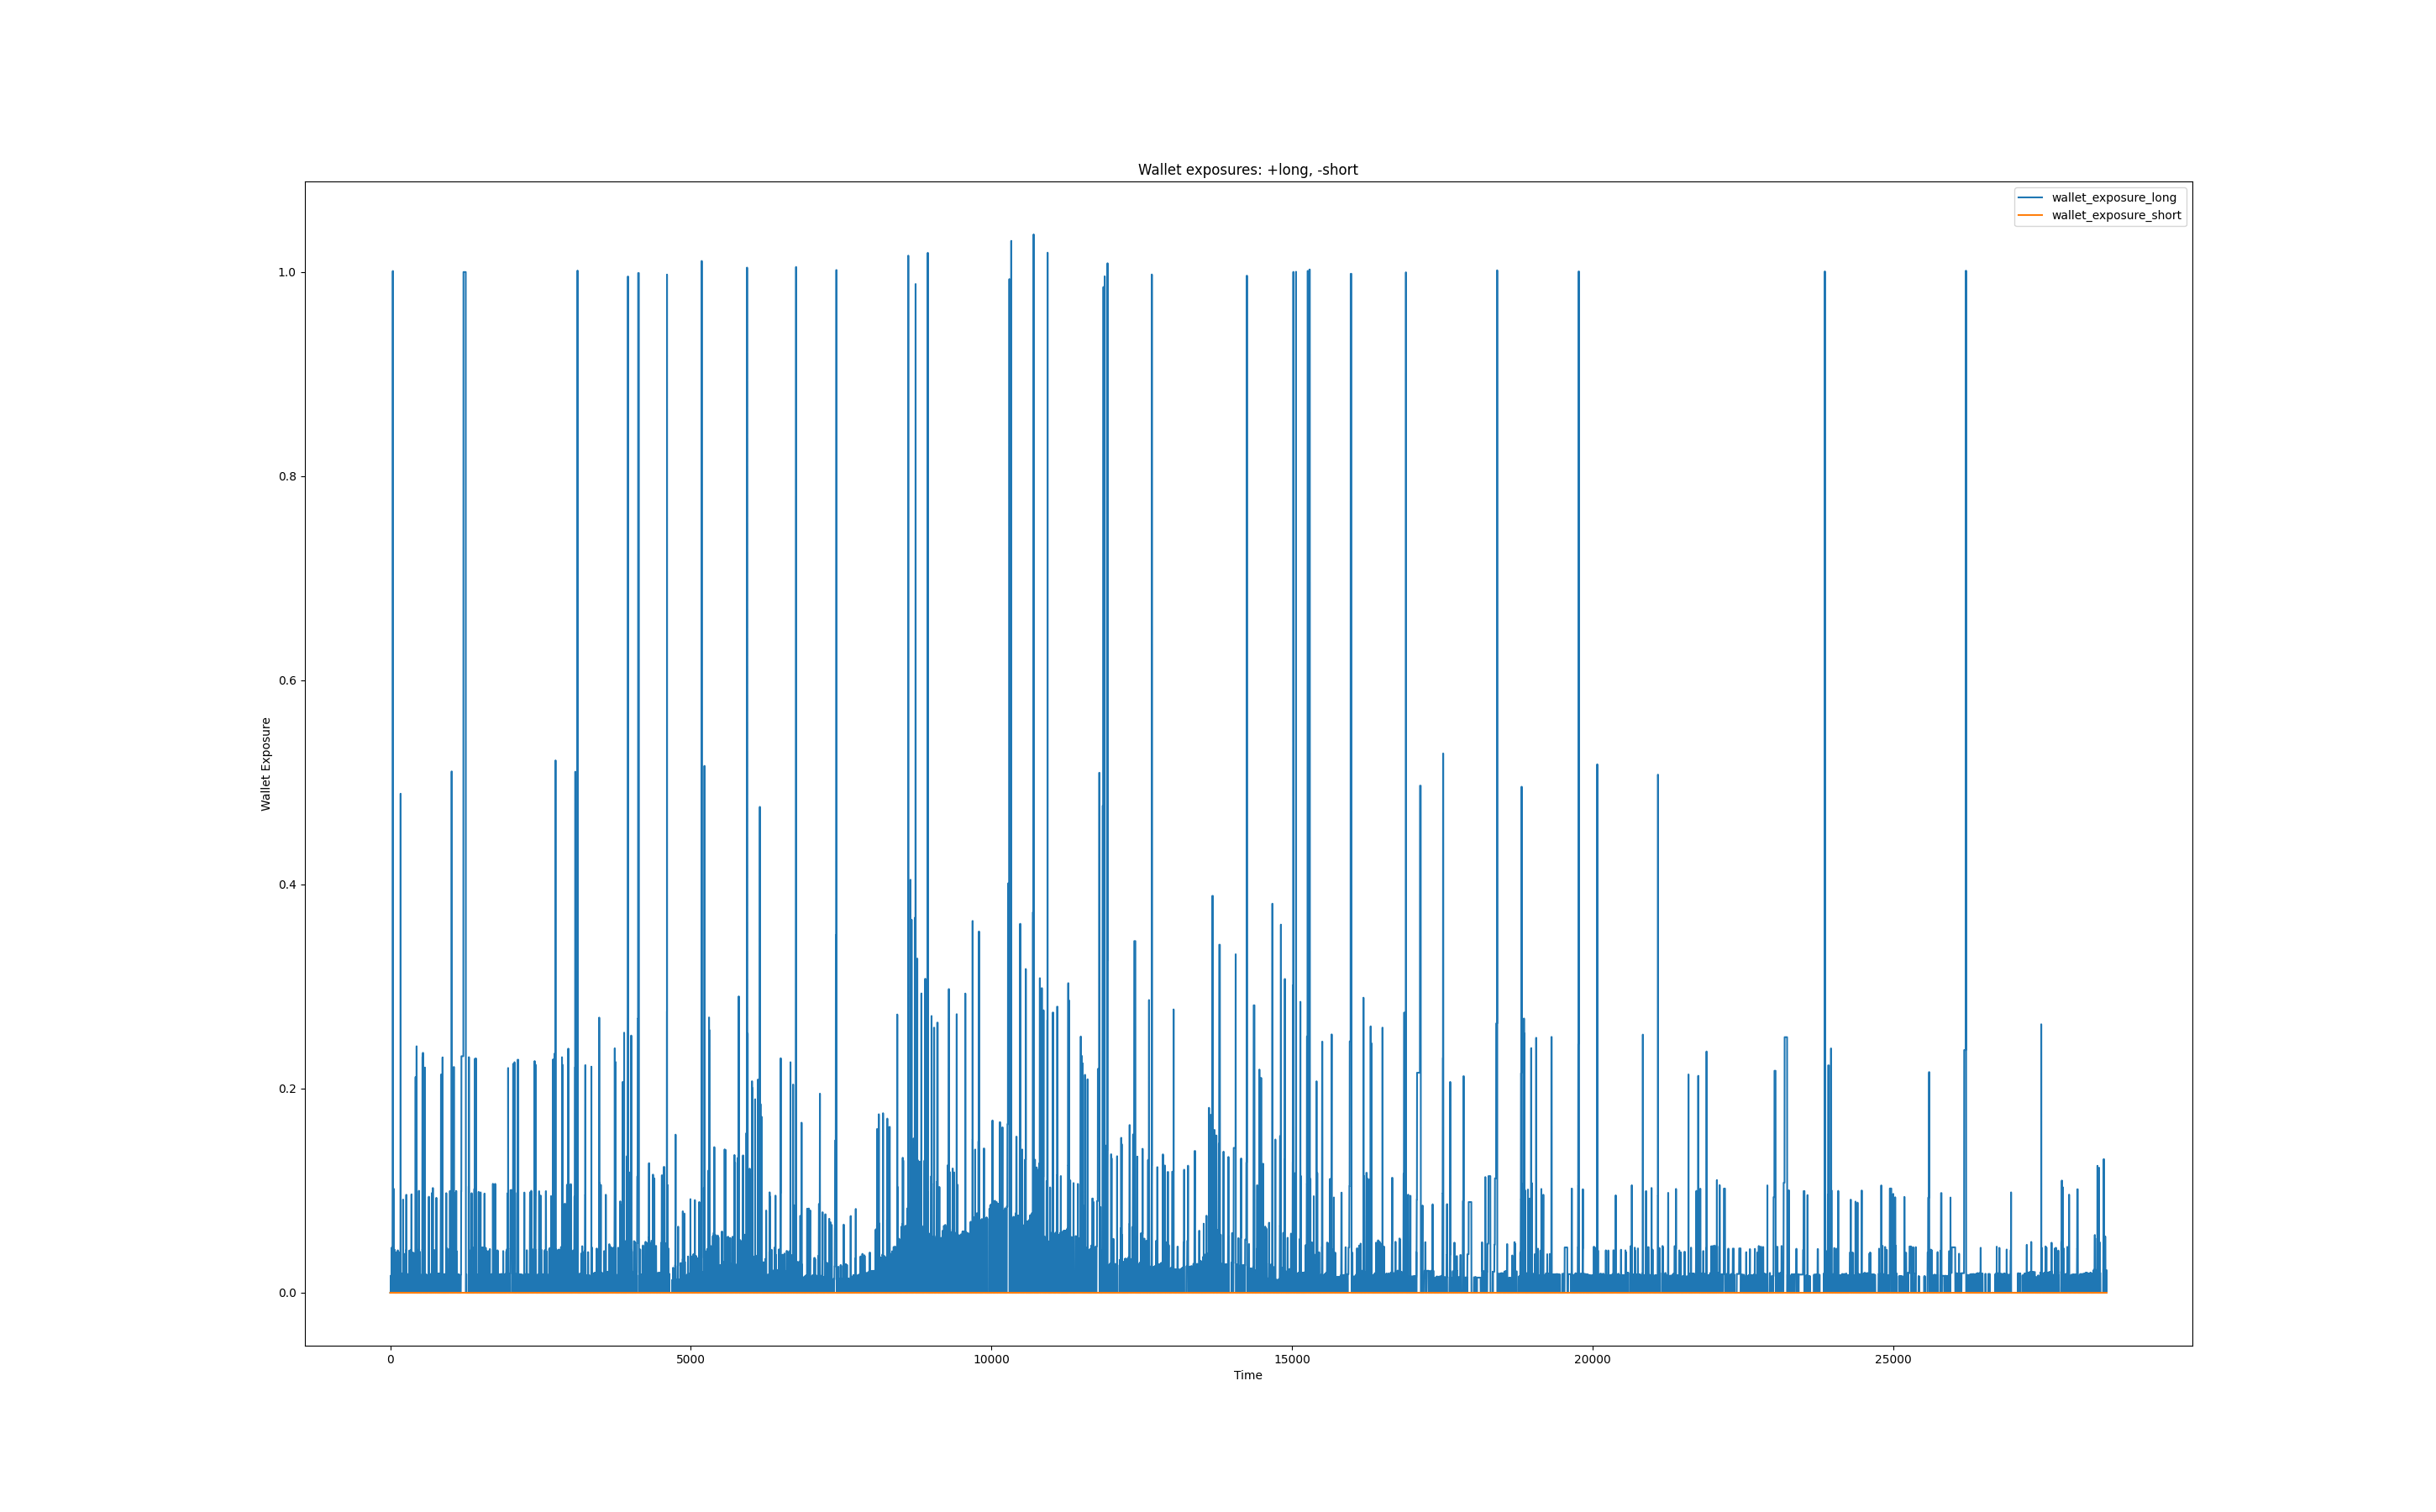 Wallet exposures: +long, -short
wallet_exposure_long
wallet_exposure_short
1.0
0.8
0.6
0.4
0.2
0.0
Wallet Exposure
0 5000 10000 15000 20000 25000
Time